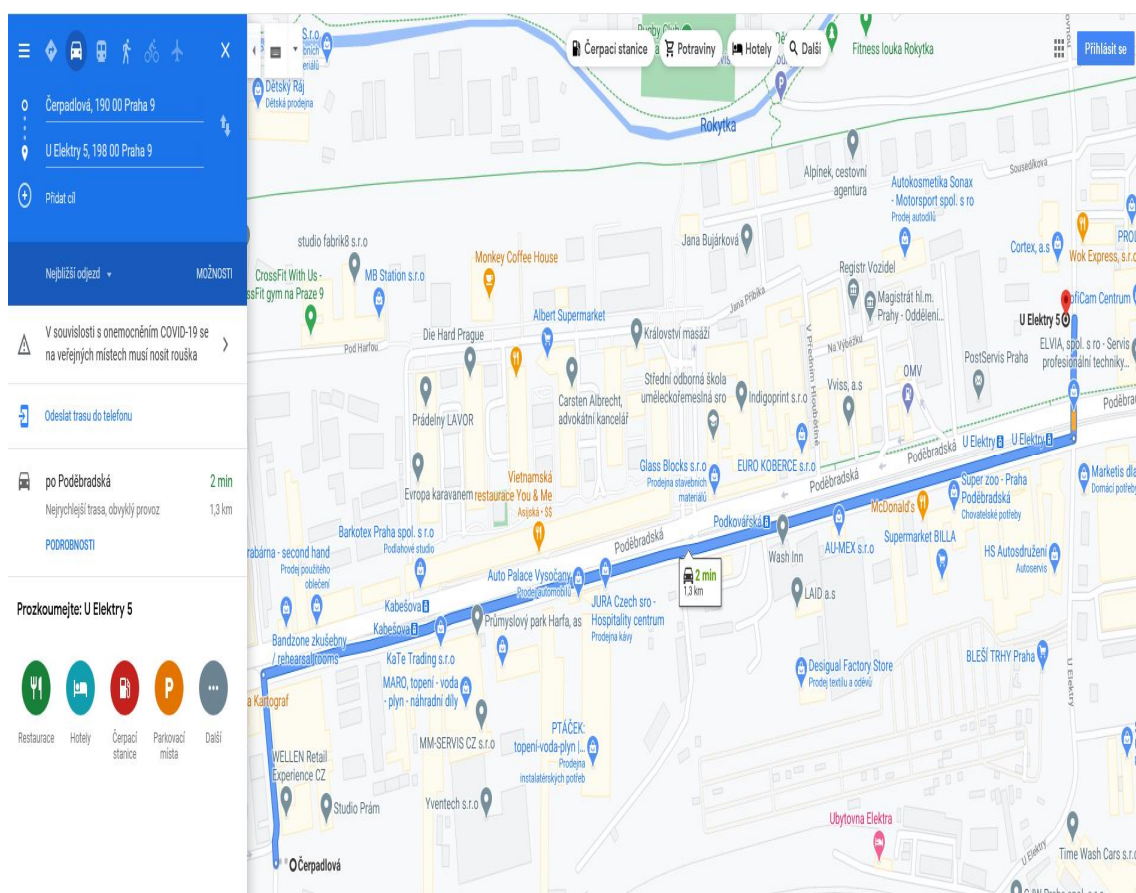 Čerpadlová, 190 00 Praha 9
U Elektry 5, 198 00 Praha 9
Přidat cíl
Nejbližší odjezd
MOŽNOSTI
V souvislosti s onemocněním COVID-19 se
na veřejných místech musí nosit rouška
Odeslat trasu do telefonu
po Poděbradská
2 min
Nejrychlejší trasa, obvyklý provoz
1,3 km
PODROBNOSTI
Prozkoumejte: U Elektry 5
Restaurace
Hotely
Čerpací
stanice
Parkovací
místa
Další
Čerpací stanice
Potraviny
Hotely
Další
Přihlásit se
Fitness louka Rokytka
Dětský Ráj
Dětská prodejna
Rokytka
Alpinek, cestovní
agentura
Sousedíkova
Autokosmetika Sonax
- Motorsport spol. s ro
Prodej autodílů
studio fabrik8 s.r.o
Monkey Coffee House
Jana Bujárková
Cortex, a.s
Wok Express, s.r.o
CrossFit With Us -
ssFit gym na Praze 9
MB Station s.r.o
Registr Vozidel
Magistrát hl.m.
Prahy - Oddělení...
Jana Přibíka
ofiCam Centrum
U Elektry 5
Albert Supermarket
Die Hard Prague
Království masáží
Pod Harfou
V Předním Hloubětíně
Na Výběžku
ELVIA, spol. s ro - Servis
profesionální techniky...
PostServis Praha
OMV
Střední odborná škola
uměleckořemeslná sro
Indigoprint s.r.o
Vviss, a.s
Carsten Albrecht,
advokátní kancelář
Prádelny LAVOR
U Elektry
U Elektry
Poděbradská
Glass Blocks s.r.o
Prodejna stavebních
materiálů
EURO KOBERCE s.r.o
Poděbradská
Evropa karavanem
Vietnamská
restaurace You & Me
Asijská • $$
Marketis dla
Domácí potřeby
Super zoo - Praha
Poděbradská
Chovatelské potřeby
McDonald's
Podkovářská
Barkotex Praha spol. s r.o
Podlahové studio
Poděbradská
AU-MEX s.r.o
Supermarket BILLA
HS Autosdružení
Autoservis
rabárna - second hand
Prodej použitého
oblečení
Wash Inn
Auto Palace Vysočany
Prodej automobilů
2 min
1,3 km
LAID a.s
JURA Czech sro -
Hospitality centrum
Prodejna kávy
Kabešova
Kabešova
Průmyslový park Harfa, as
Bandzone zkušebny
/ rehearsal rooms
KaTe Trading s.r.o
BLEŠÍ TRHY Praha
Desigual Factory Store
Prodej textilu a oděvů
MARO, topení - voda
- plyn - náhradní díly
U Elektry
a Kartograf
PTÁČEK:
topení-voda-plyn |...
Prodejna
instalatérských potřeb
MM-SERVIS CZ s.r.o
WELLEN Retail
Experience CZ
Studio Prám
Yventech s.r.o
Ubytovna Elektra
Čerpadlová
U Elektry
Time Wash Cars s.r.o